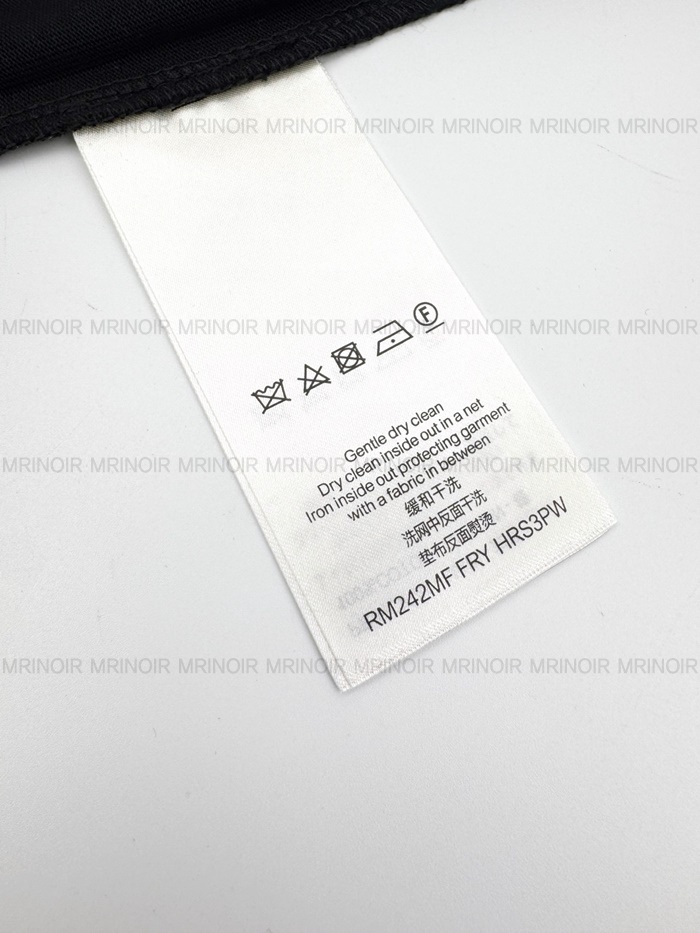 MRINOIR MRINOIR MRINOIR MRINOIR MRINOIR MRINOIR
MRINOIR MRINOIR MRINOIR MRINOIR MRINOIR MRINOIR MRINOIR MRINOIR
F
Gentle dry clean
Dry clean inside out in a net
Iron inside out protecting garment
with a fabric in between
MRINOIR MRINOIR MRINOIR MRINOIR MRINOIR MRINOIR MRINOIR MRINOIR
缓和干洗
洗网中反面干洗
垫布反面熨烫
RM242MF FRY HRS3PW
MRINOIR MRINOIR MRINOIR MRINOIR MRINOIR MRINOIR MRINOIR MRINOIR